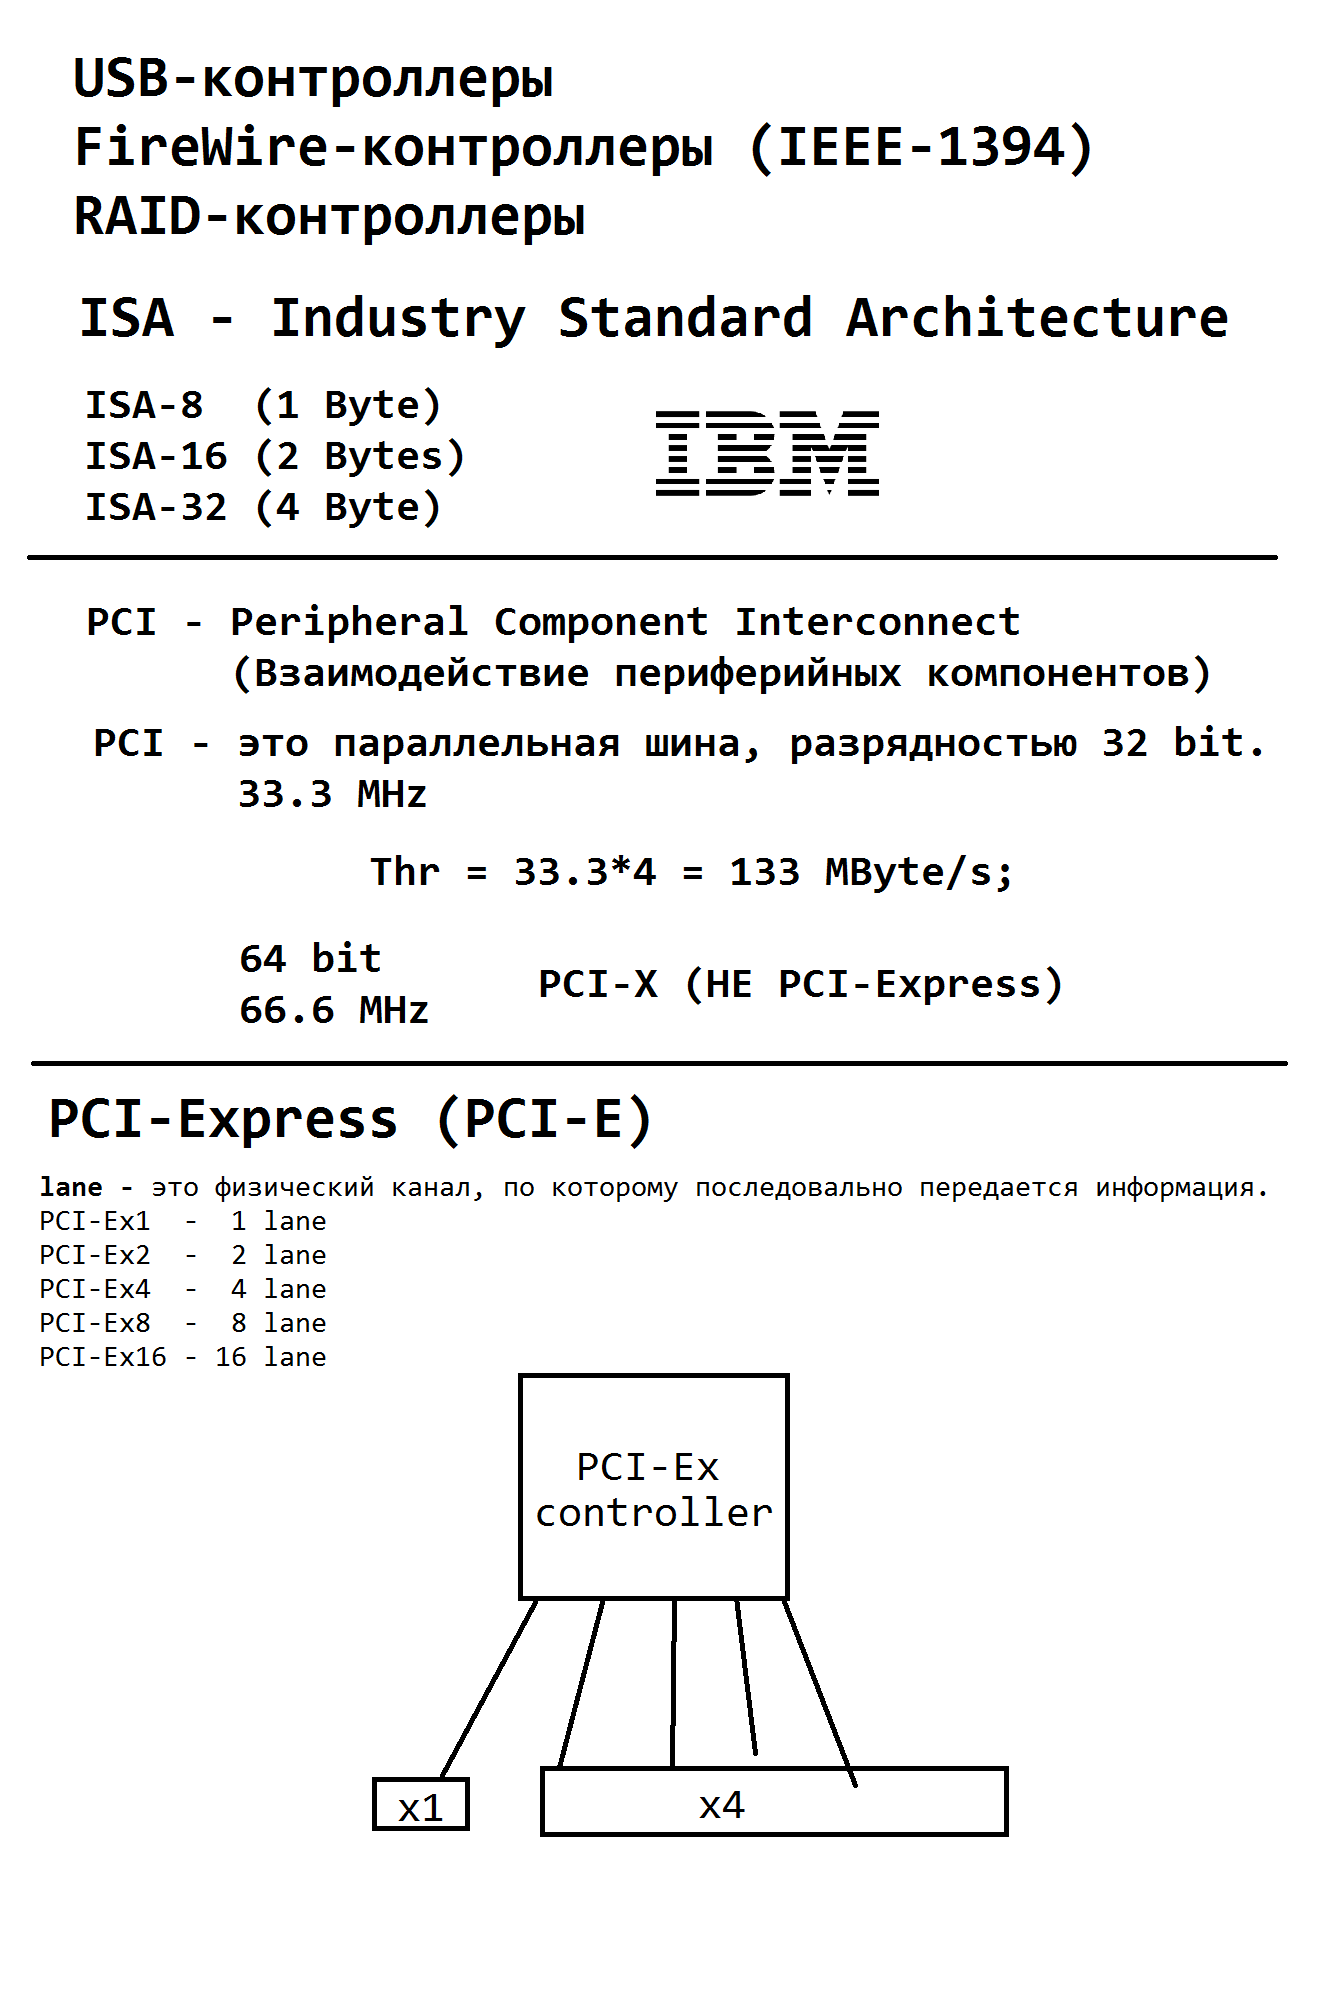 USB-контроллеры
FireWire-контроллеры (IEEE-1394)
RAID-контроллеры
ISA - Industry Standard Architecture
ISA-8 (1 Byte)
ISA-16 (2 Bytes)
ISA-32 (4 Byte)
IBM
PCI - Peripheral Component Interconnect
(Взаимодействие периферийных компонентов)
PCI - это параллельная шина, разрядностью 32 bit.
33.3 MHz
Thr = 33.3*4 = 133 MByte/s;
64 bit
66.6 MHz
PCI-X (НЕ PCI-Express)
PCI-Express (PCI-E)
lane - это физический канал, по которому последовально передается информация.
PCI-Ex1 - 1 lane
PCI-Ex2 - 2 lane
PCI-Ex4 - 4 lane
PCI-Ex8 - 8 lane
PCI-Ex16 - 16 lane
PCI-Ex
controller
x1
x4